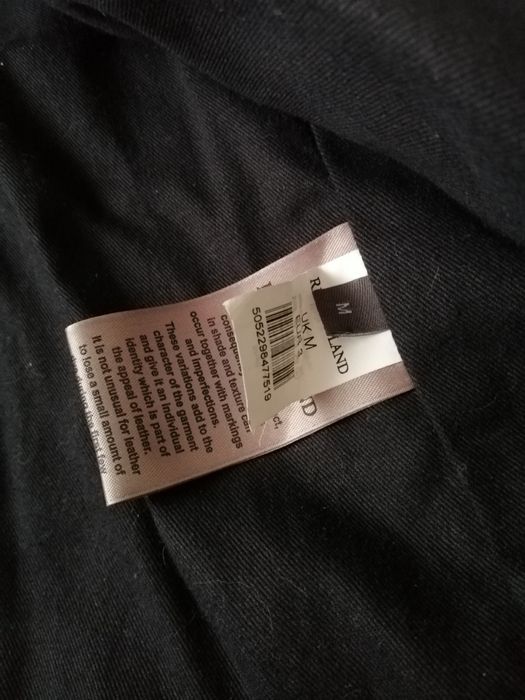 M
LAND
UK M
5052298477519
in shade and texture can
occur together with markings
and imperfections.
These variations add to the
character of the garment
and give it an individual
identity which is part of
the appeal of leather.
It is not unusual for leather
to lose a small amount of